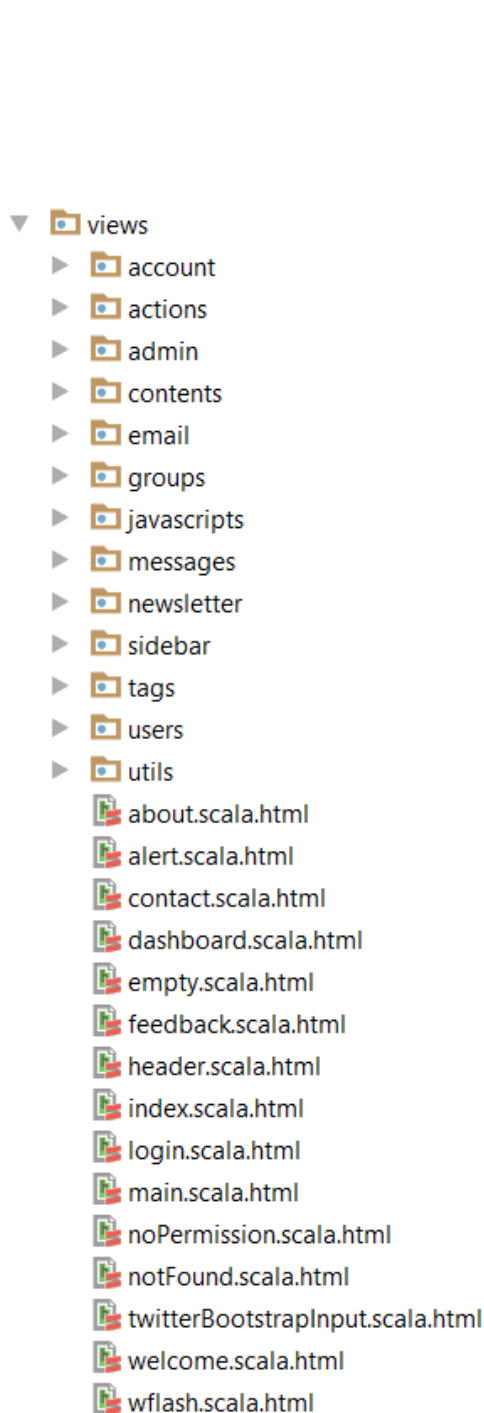 views
account
actions
admin
contents
email
groups
javascripts
messages
newsletter
sidebar
tags
users
utils
about.scala.html
alert.scala.html
contact.scala.html
dashboard.scala.html
empty.scala.html
feedback.scala.html
header.scala.html
index.scala.html
login.scala.html
main.scala.html
noPermission.scala.html
notFound.scala.html
twitterBootstrapInput.scala.html
welcome.scala.html
wflash.scala.html